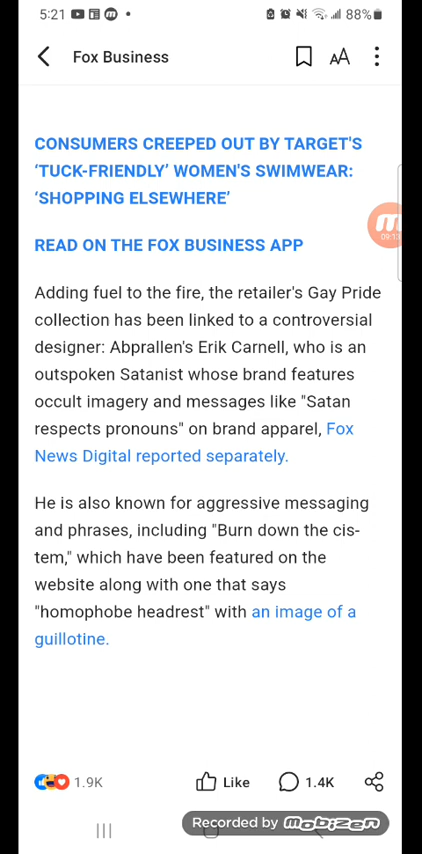 5:21 88%
Fox Business AA
CONSUMERS CREEPED OUT BY TARGET'S
‘TUCK-FRIENDLY’ WOMEN'S SWIMWEAR:
‘SHOPPING ELSEWHERE’
09:13
READ ON THE FOX BUSINESS APP
Adding fuel to the fire, the retailer's Gay Pride
collection has been linked to a controversial
designer: Abprallen's Erik Carnell, who is an
outspoken Satanist whose brand features
occult imagery and messages like "Satan
respects pronouns" on brand apparel, Fox
News Digital reported separately.
He is also known for aggressive messaging
and phrases, including "Burn down the cis-
tem," which have been featured on the
website along with one that says
"homophobe headrest" with an image of a
guillotine.
1.9K Like 1.4K
Recorded by mobizen